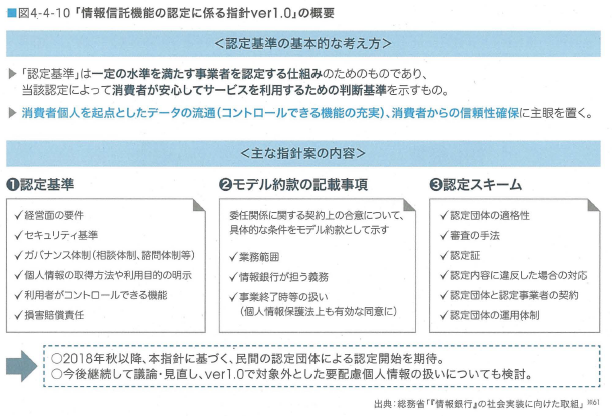 ■図4-4-10 「情報信託機能の認定に係る指針ver1.0」の概要
<認定基準の基本的な考え方>
▶「認定基準」は一定の水準を満たす事業者を認定する仕組みのためのものであり、
当該認定によって消費者が安心してサービスを利用するための判断基準を示すもの。
▶ 消費者個人を起点としたデータの流通(コントロールできる機能の充実)、消費者からの信頼性確保に主眼を置く。
<主な指針案の内容>
❶認定基準
✓経営面の要件
✓セキュリティ基準
✓ガバナンス体制(相談体制、諮問体制等)
✓個人情報の取得方法や利用目的の明示
✓利用者がコントロールできる機能
✓損害賠償責任
❷モデル約款の記載事項
委任関係に関する契約上の合意について、
具体的な条件をモデル約款として示す
✓業務範囲
✓情報銀行が担う義務
✓事業終了時等の扱い
(個人情報保護法上も有効な同意に)
❸認定スキーム
✓認定団体の適格性
✓審査の手法
✓認定証
✓認定内容に違反した場合の対応
✓認定団体と認定事業者の契約
✓認定団体の運用体制
○2018年秋以降、本指針に基づく、民間の認定団体による認定開始を期待。
○今後継続して議論・見直し、ver1.0で対象外とした要配慮個人情報の扱いについても検討。
出典:総務省「『情報銀行』の社会実装に向けた取組」※61